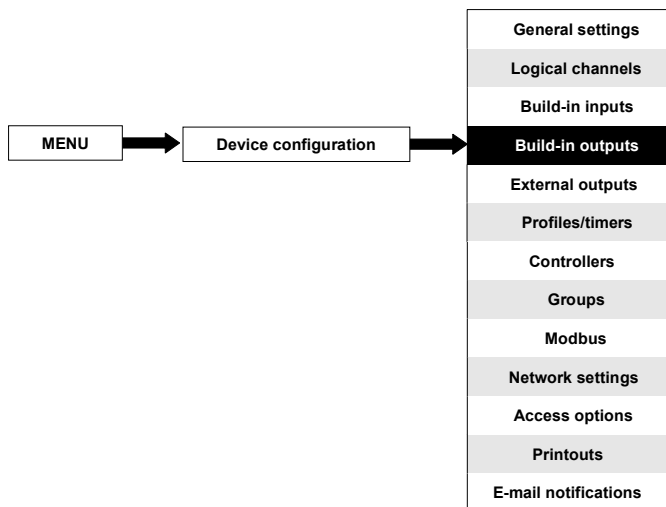 General settings
Logical channels
Build-in inputs
MENU
Device configuration
Build-in outputs
External outputs
Profiles/timers
Controllers
Groups
Modbus
Network settings
Access options
Printouts
E-mail notifications